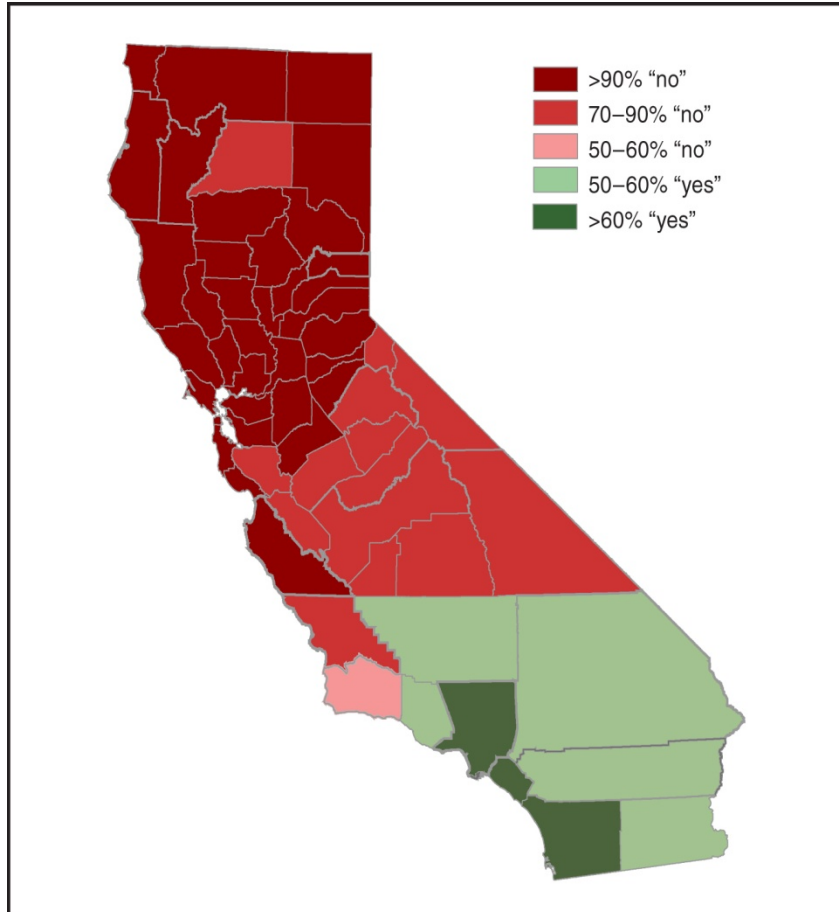 >90% “no”
70–90% “no”
50–60% “no”
50–60% “yes”
>60% “yes”